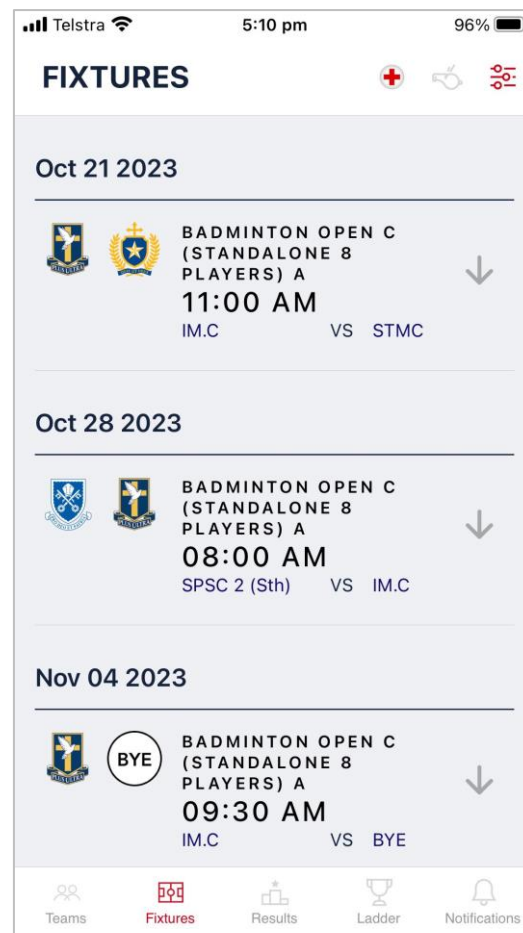 Telstra 5:10 pm 96%
FIXTURES
Oct 21 2023
BADMINTON OPEN C
(STANDALONE 8
PLAYERS) A
11:00 AM
IM.C VS STMC
Oct 28 2023
BADMINTON OPEN C
(STANDALONE 8
PLAYERS) A
08:00 AM
SPSC 2 (Sth) VS IM.C
Nov 04 2023
BYE
BADMINTON OPEN C
(STANDALONE 8
PLAYERS) A
09:30 AM
IM.C VS BYE
Teams Fixtures Results Ladder Notifications